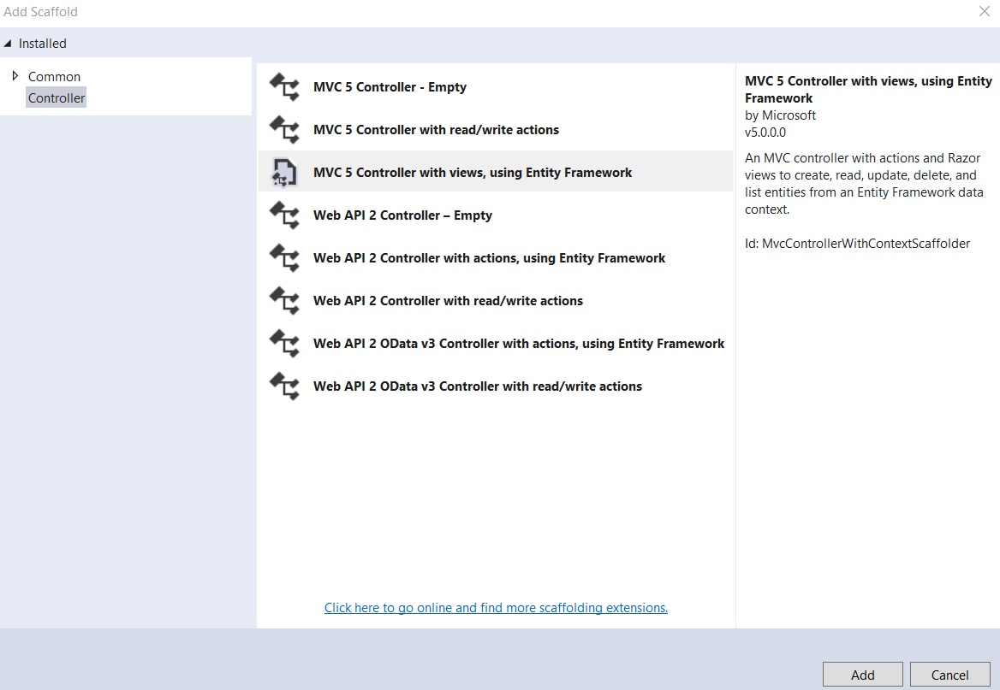 Add Scaffold
Installed
Common
Controller
MVC 5 Controller - Empty
MVC 5 Controller with read/write actions
MVC 5 Controller with views, using Entity Framework
Web API 2 Controller – Empty
Web API 2 Controller with actions, using Entity Framework
Web API 2 Controller with read/write actions
Web API 2 OData v3 Controller with actions, using Entity Framework
Web API 2 OData v3 Controller with read/write actions
Click here to go online and find more scaffolding extensions.
MVC 5 Controller with views, using Entity
Framework
by Microsoft
v5.0.0.0
An MVC controller with actions and Razor
views to create, read, update, delete, and
list entities from an Entity Framework data
context.
Id: MvcControllerWithContextScaffolder
Add
Cancel